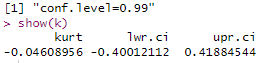 [1] "conf.level=0.99"
> show(k)
kurt lwr.ci upr.ci
-0.04608956 -0.40012112 0.41884544